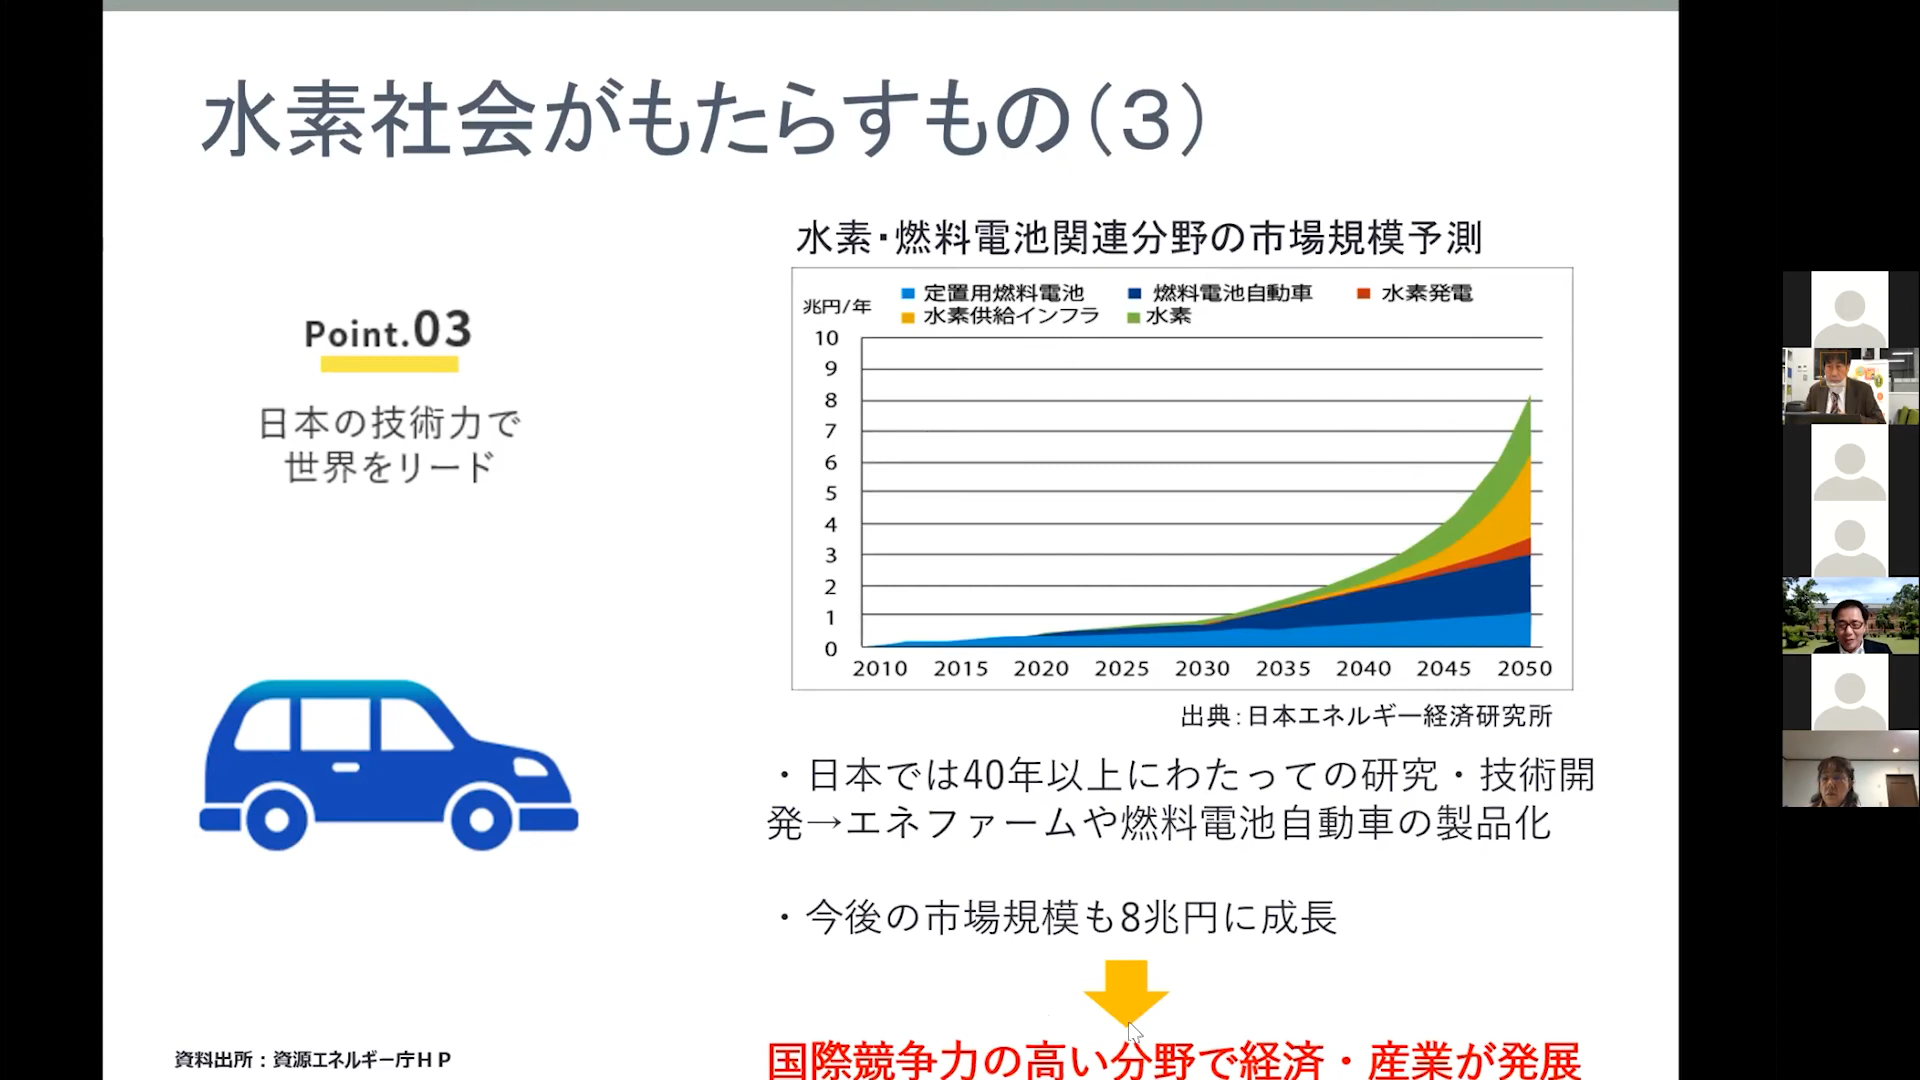 水素社会がもたらすもの（３）
Point.03
日本の技術力で
世界をリード
水素・燃料電池関連分野の市場規模予測
兆円/年
定置用燃料電池 燃料電池自動車 水素発電
水素供給インフラ 水素
10
9
8
7
6
5
4
3
2
1
0
2010 2015 2020 2025 2030 2035 2040 2045 2050
出典：日本エネルギー経済研究所
・日本では40年以上にわたっての研究・技術開
発→エネファームや燃料電池自動車の製品化
・今後の市場規模も8兆円に成長
国際競争力の高い分野で経済・産業が発展
資料出所：資源エネルギー庁ＨＰ